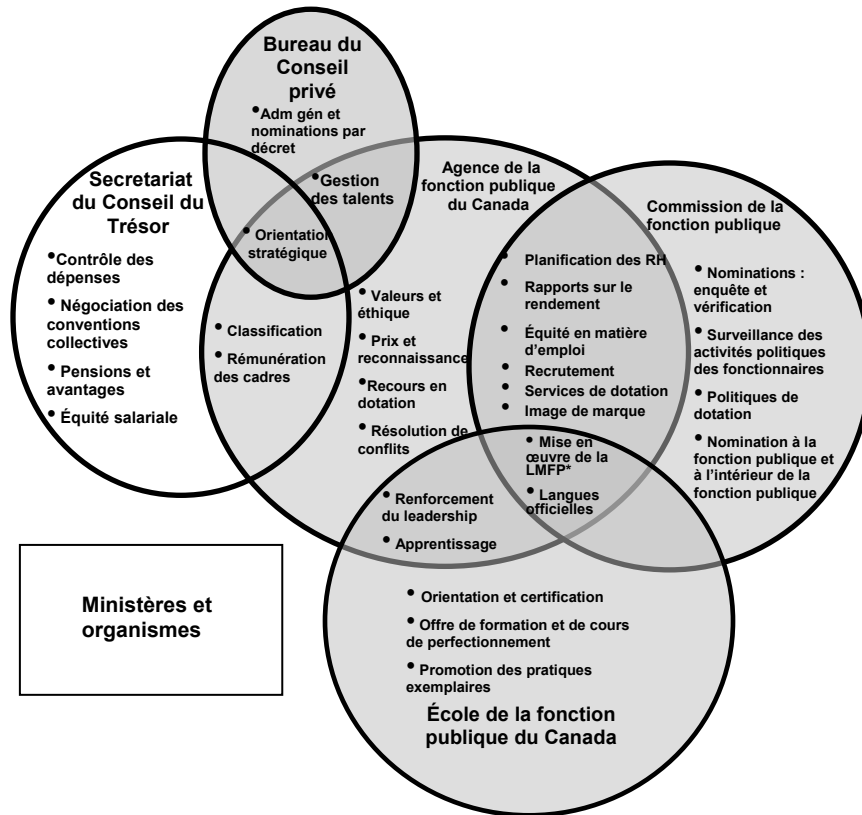 Bureau du
Conseil
privé
• Adm gén et
nominations par
décret
• Gestion
des talents
• Orientation
stratégique
Secretariat
du Conseil du
Trésor
• Contrôle des
dépenses
• Négociation des
conventions
collectives
• Pensions et
avantages
• Équité salariale
• Classification
• Rémunération
des cadres
Agence de la
fonction publique
du Canada
• Valeurs et
éthique
• Prix et
reconnaissance
• Recours en
dotation
• Résolution de
conflits
• Planification des RH
• Rapports sur le
rendement
• Équité en matière
d'emploi
• Recrutement
• Services de dotation
• Image de marque
• Mise en
œuvre de la
LMFP*
• Langues
officielles
Commission de la
fonction publique
• Nominations :
enquête et
vérification
• Surveillance des
activités politiques
des fonctionnaires
• Politiques de
dotation
• Nomination à la
fonction publique et
à l'intérieur de la
fonction publique
• Renforcement
du leadership
• Apprentissage
• Orientation et certification
• Offre de formation et de cours
de perfectionnement
• Promotion des pratiques
exemplaires
École de la fonction
publique du Canada
Ministères et
organismes